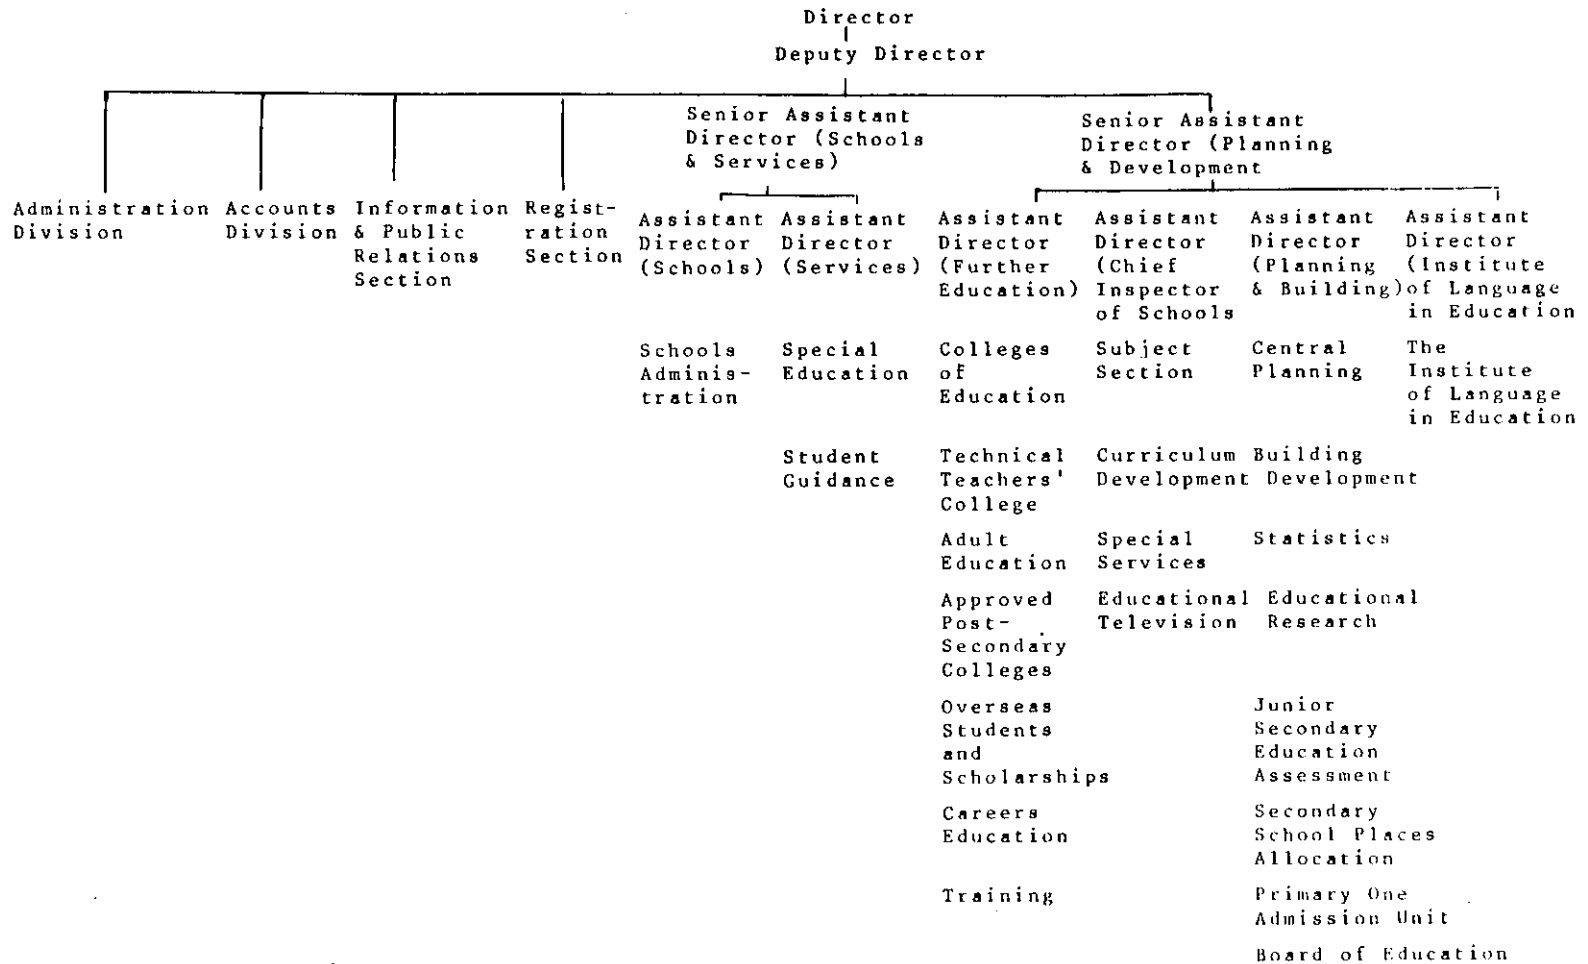 Director
Deputy Director
Senior Assistant
Director (Schools
& Services)
Senior Assistant
Director (Planning
& Development
Administration
Division
Accounts
Division
Information
& Public
Relations
Section
Regist-
ration
Section
Assistant
Director
(Schools)
Assistant
Director
(Services)
Assistant
Director
(Further
Education)
Assistant
Director
(Chief
Inspector
of Schools
Assistant
Director
(Planning
& Building)
Assistant
Director
(Institute
of Language
in Education
Schools
Adminis-
tration
Special
Education
Colleges
of
Education
Subject
Section
Central
Planning
The
Institute
of Language
in Education
Student
Guidance
Technical
Teachers'
College
Curriculum
Development
Building
Development
Adult
Education
Special
Services
Statistics
Approved
Post-
Secondary
Colleges
Educational
Television
Educational
Research
Overseas
Students
and
Scholarships
Junior
Secondary
Education
Assessment
Careers
Education
Secondary
School Places
Allocation
Training
Primary One
Admission Unit
Board of Education